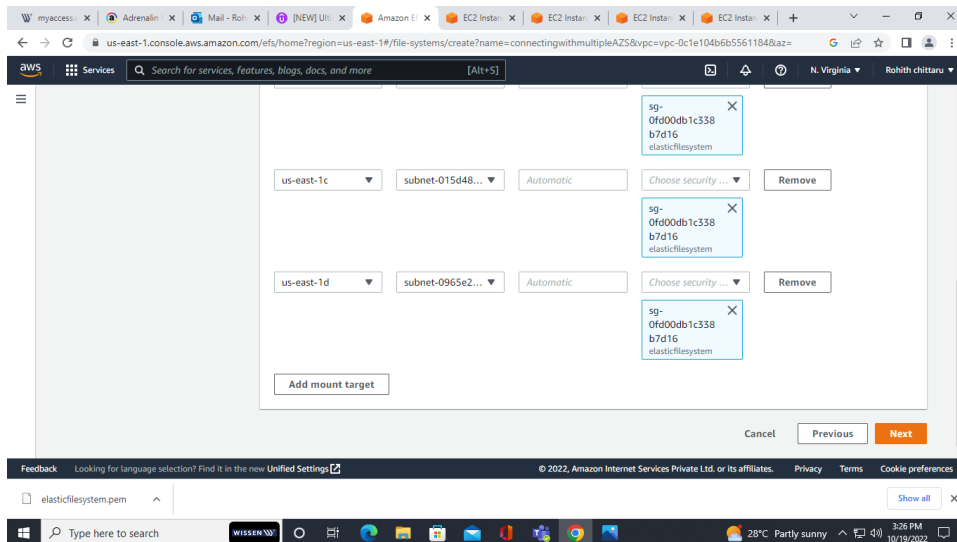 myaccess
Adrenalin
Mail - Roh
[NEW] Ulti
Amazon E
EC2 Instan
EC2 Instan
EC2 Instan
EC2 Instan
us-east-1.console.aws.amazon.com/efs/home?region=us-east-1#/file-systems/create?name=connectingwithmultipleAZS&vpc=vpc-0c1e104b6b5561184&az=
aws Services Search for services, features, blogs, docs, and more [Alt+S] N. Virginia ▼ Rohith chittaru ▼
sg-
0fd00db1c338
b7d16
elasticfilesystem
us-east-1c subnet-015d48... Automatic Choose security ... Remove
sg-
0fd00db1c338
b7d16
elasticfilesystem
us-east-1d subnet-0965e2... Automatic Choose security ... Remove
sg-
0fd00db1c338
b7d16
elasticfilesystem
Add mount target
Cancel Previous Next
Feedback Looking for language selection? Find it in the new Unified Settings © 2022, Amazon Internet Services Private Ltd. or its affiliates. Privacy Terms Cookie preferences
elasticfilesystem.pem Show all
Type here to search WISSEN 28°C Partly sunny 3:26 PM
10/19/2022